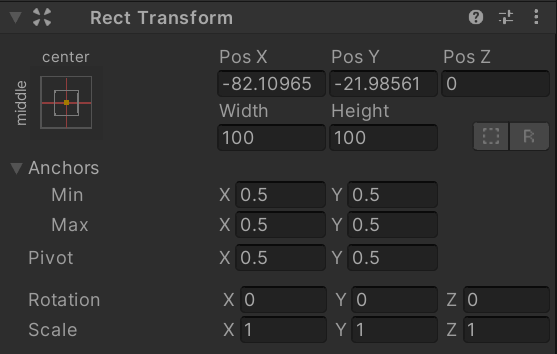 Rect Transform
center
middle
Pos X Pos Y Pos Z
-82.10965 -21.98561 0
Width Height
100 100 R
Anchors
Min X 0.5 Y 0.5
Max X 0.5 Y 0.5
Pivot X 0.5 Y 0.5
Rotation X 0 Y 0 Z 0
Scale X 1 Y 1 Z 1